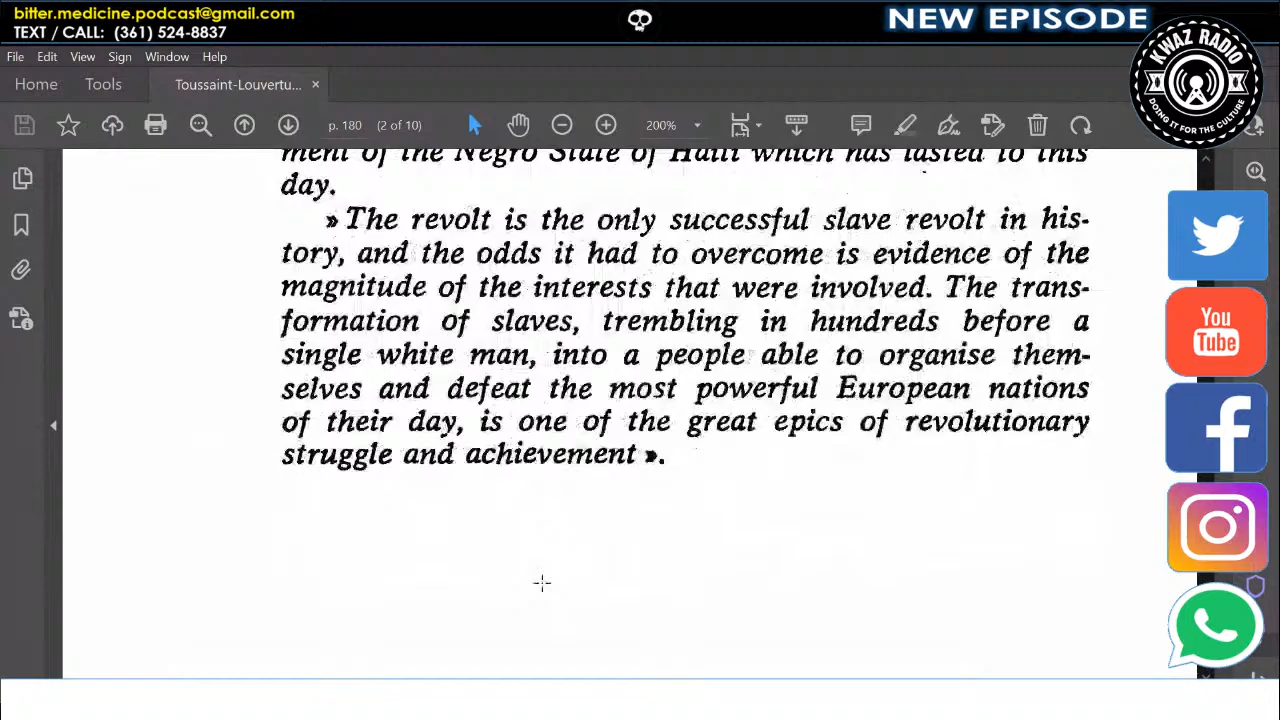 bitter.medicine.podcast@gmail.com
TEXT / CALL: (361) 524-8837
NEW EPISODE
KWAZ RADIO
DOING IT FOR THE CULTURE
File Edit View Sign Window Help
Home Tools Toussaint-Louvertu... ×
p. 180 (2 of 10) 200%
ment of the Negro State of Haiti which has lasted to this
day.
» The revolt is the only successful slave revolt in his-
tory, and the odds it had to overcome is evidence of the
magnitude of the interests that were involved. The trans-
formation of slaves, trembling in hundreds before a
single white man, into a people able to organise them-
selves and defeat the most powerful European nations
of their day, is one of the great epics of revolutionary
struggle and achievement ».
You
Tube